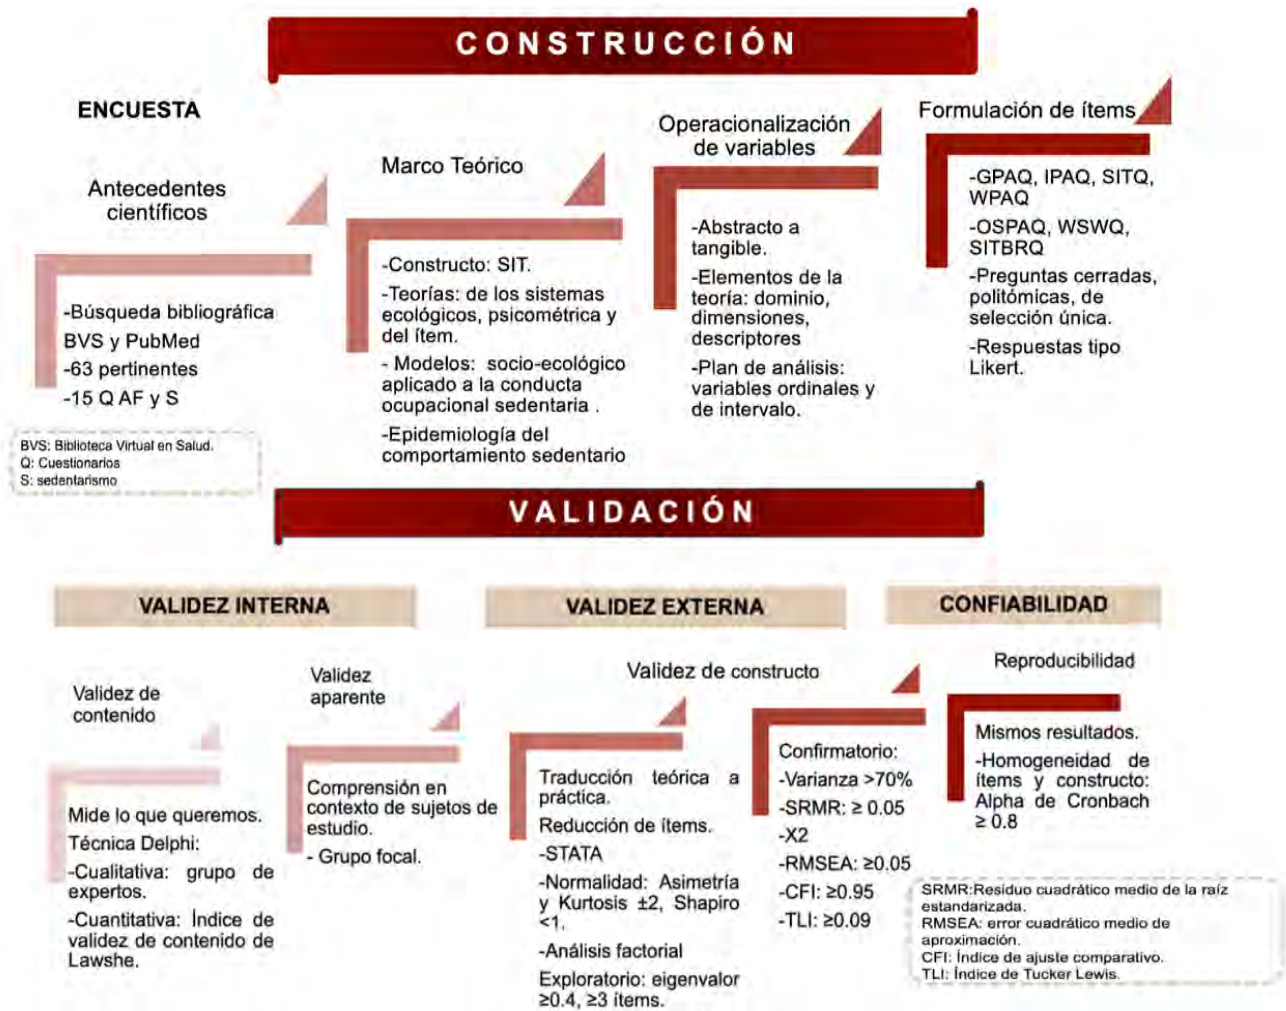 CONSTRUCCIÓN
ENCUESTA
Antecedentes
científicos
-Búsqueda bibliográfica
BVS y PubMed
-63 pertinentes
-15 Q AF y S
BVS: Biblioteca Virtual en Salud.
Q: Cuestionarios
S: sedentarismo
Marco Teórico
-Constructo: SIT.
-Teorías: de los sistemas
ecológicos, psicométrica y
del ítem.
- Modelos: socio-ecológico
aplicado a la conducta
ocupacional sedentaria .
-Epidemiología del
comportamiento sedentario
Operacionalización
de variables
-Abstracto a
tangible.
-Elementos de la
teoría: dominio,
dimensiones,
descriptores
-Plan de análisis:
variables ordinales y
de intervalo.
Formulación de ítems
-GPAQ, IPAQ, SITQ,
WPAQ
-OSPAQ, WSWQ,
SITBRQ
-Preguntas cerradas,
politómicas, de
selección única.
-Respuestas tipo
Likert.
VALIDACIÓN
VALIDEZ INTERNA
Validez de
contenido
Mide lo que queremos.
Técnica Delphi:
-Cualitativa: grupo de
expertos.
-Cuantitativa: Índice de
validez de contenido de
Lawshe.
Validez
aparente
Comprensión en
contexto de sujetos de
estudio.
- Grupo focal.
VALIDEZ EXTERNA
Validez de constructo
Traducción teórica a
práctica.
Reducción de ítems.
-STATA
-Normalidad: Asimetría
y Kurtosis ±2, Shapiro
<1.
-Análisis factorial
Exploratorio: eigenvalor
≥0.4, ≥3 ítems.
Confirmatorio:
-Varianza >70%
-SRMR: ≥ 0.05
-X2
-RMSEA: ≥0.05
-CFI: ≥0.95
-TLI: ≥0.09
CONFIABILIDAD
Reproducibilidad
Mismos resultados.
-Homogeneidad de
ítems y constructo:
Alpha de Cronbach
≥ 0.8
SRMR:Residuo cuadrático medio de la raíz
estandarizada.
RMSEA: error cuadrático medio de
aproximación.
CFI: Índice de ajuste comparativo.
TLI: Índice de Tucker Lewis.